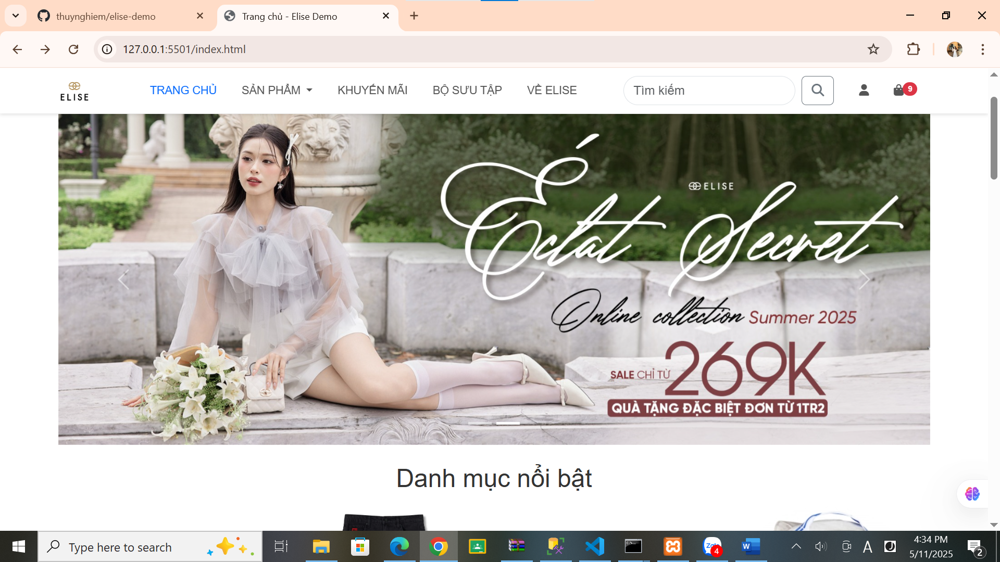 thuynghiem/elise-demo
Trang chủ - Elise Demo
127.0.0.1:5501/index.html
ELISE
TRANG CHỦ
SẢN PHẨM
KHUYẾN MÃI
BỘ SƯU TẬP
VỀ ELISE
Tìm kiếm
9
ELISE
Éclat Secret
Online collection Summer 2025
SALE CHỈ TỪ 269K
QUÀ TẶNG ĐẶC BIỆT ĐƠN TỪ 1TR2
Danh mục nổi bật
Type here to search
Zalo
4
W
A
4:34 PM
5/11/2025
2